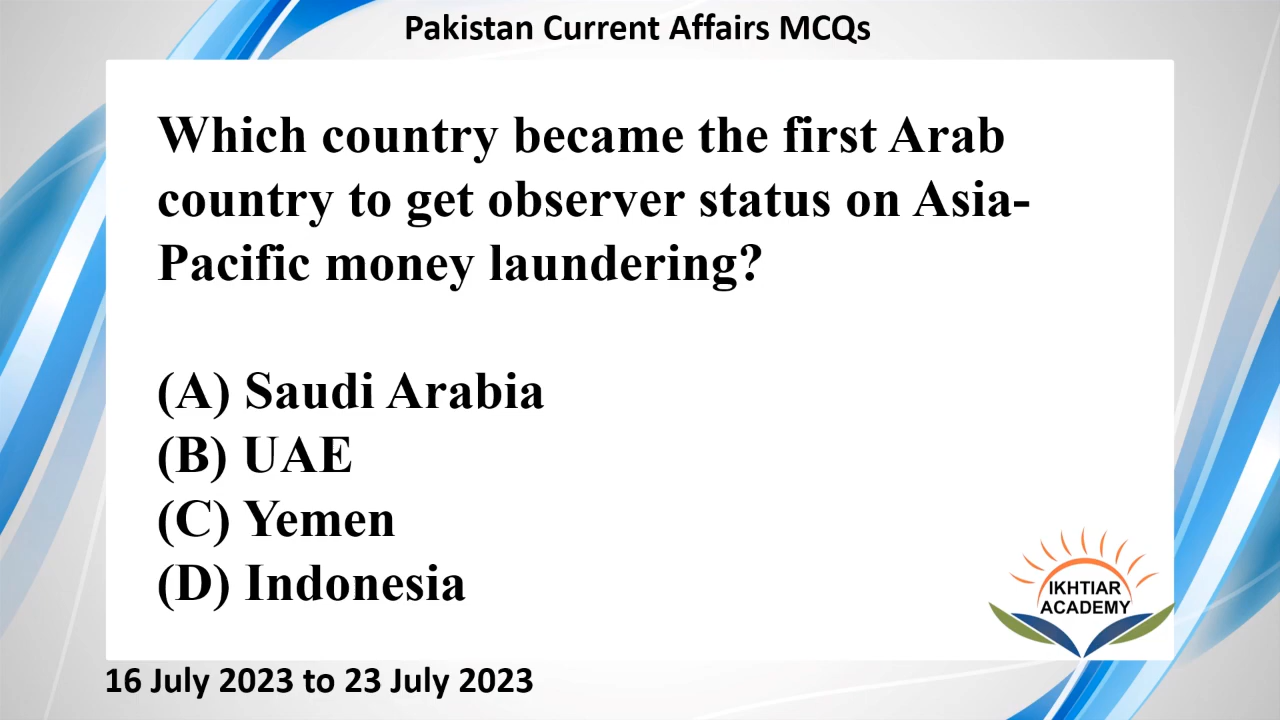 Pakistan Current Affairs MCQs
Which country became the first Arab
country to get observer status on Asia-
Pacific money laundering?
(A) Saudi Arabia
(B) UAE
(C) Yemen
(D) Indonesia
IKHTIAR
ACADEMY
16 July 2023 to 23 July 2023